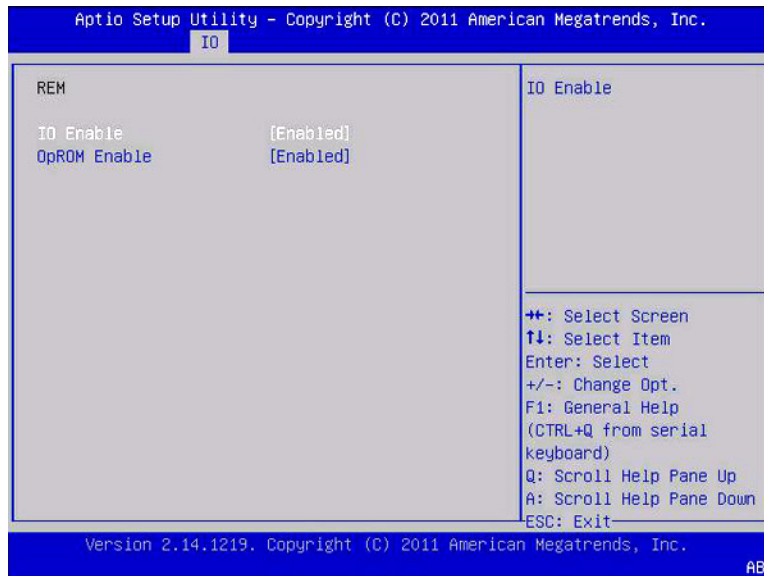 Aptio Setup Utility – Copyright (C) 2011 American Megatrends, Inc.
IO
REM
IO Enable [Enabled]
OpROM Enable [Enabled]
IO Enable
→←: Select Screen
↑↓: Select Item
Enter: Select
+/-: Change Opt.
F1: General Help
(CTRL+Q from serial
keyboard)
Q: Scroll Help Pane Up
A: Scroll Help Pane Down
ESC: Exit
Version 2.14.1219. Copyright (C) 2011 American Megatrends, Inc.
AB